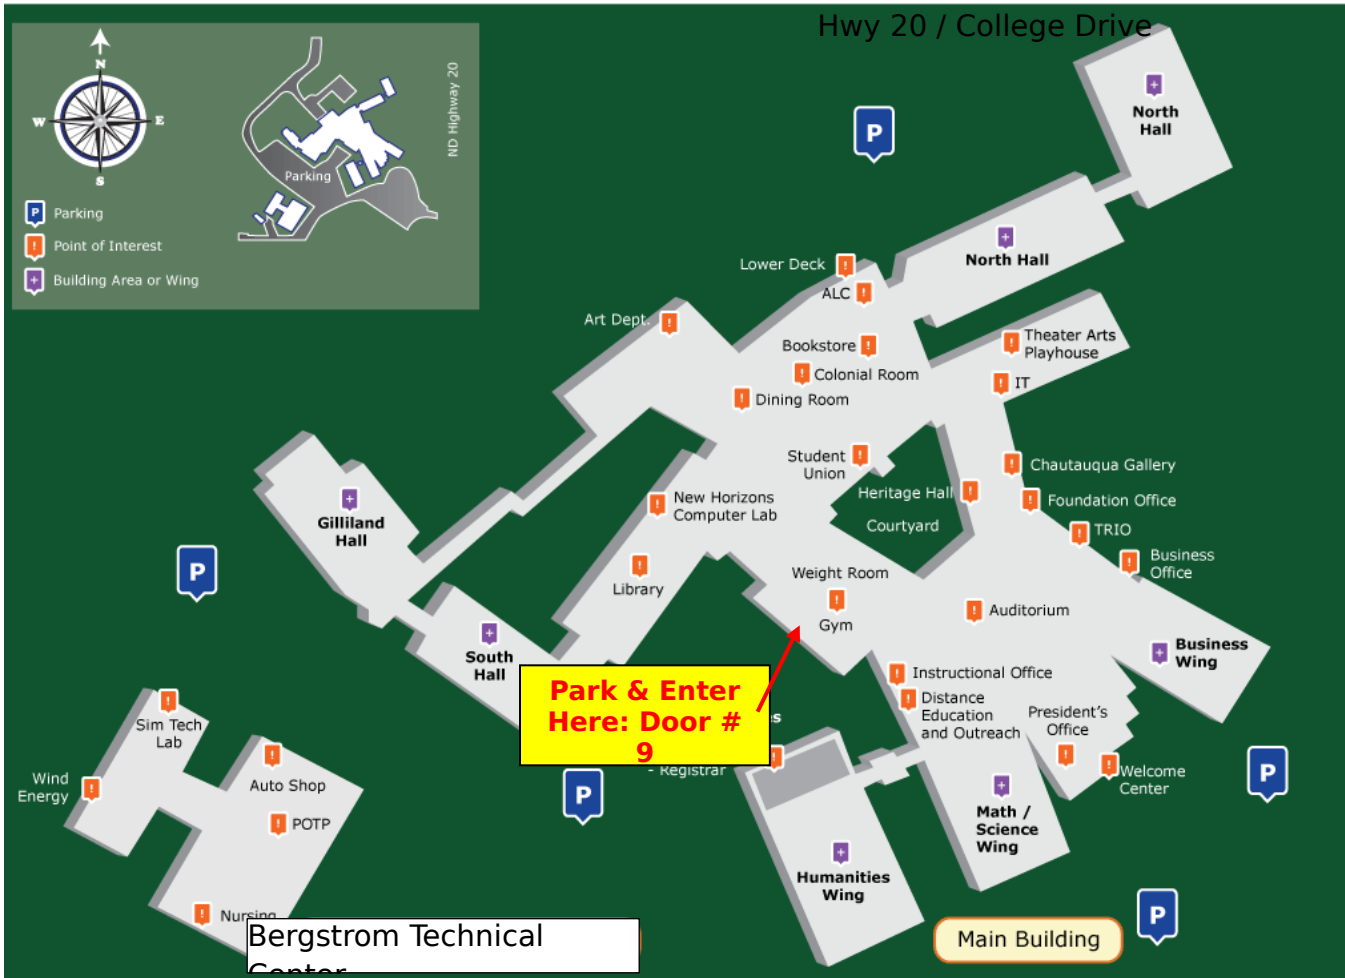 Hwy 20 / College Drive
N
W
E
S
ND Highway 20
Parking
P
Parking
Point of Interest
Building Area or Wing
P
North
Hall
North Hall
Lower Deck
ALC
Art Dept.
Bookstore
Colonial Room
Dining Room
Theater Arts
Playhouse
IT
Student
Union
Chautauqua Gallery
Heritage Hall
Foundation Office
Courtyard
TRIO
Business
Office
New Horizons
Computer Lab
Gilliland
Hall
P
Library
Weight Room
Gym
Auditorium
South
Hall
Business
Wing
Instructional Office
Distance
Education
and Outreach
President's
Office
Welcome
Center
Park & Enter
Here: Door #
9
- Registrar
P
P
Sim Tech
Lab
Wind
Energy
Auto Shop
POTP
Nursing
Math /
Science
Wing
Humanities
Wing
P
Bergstrom Technical
Center
Main Building